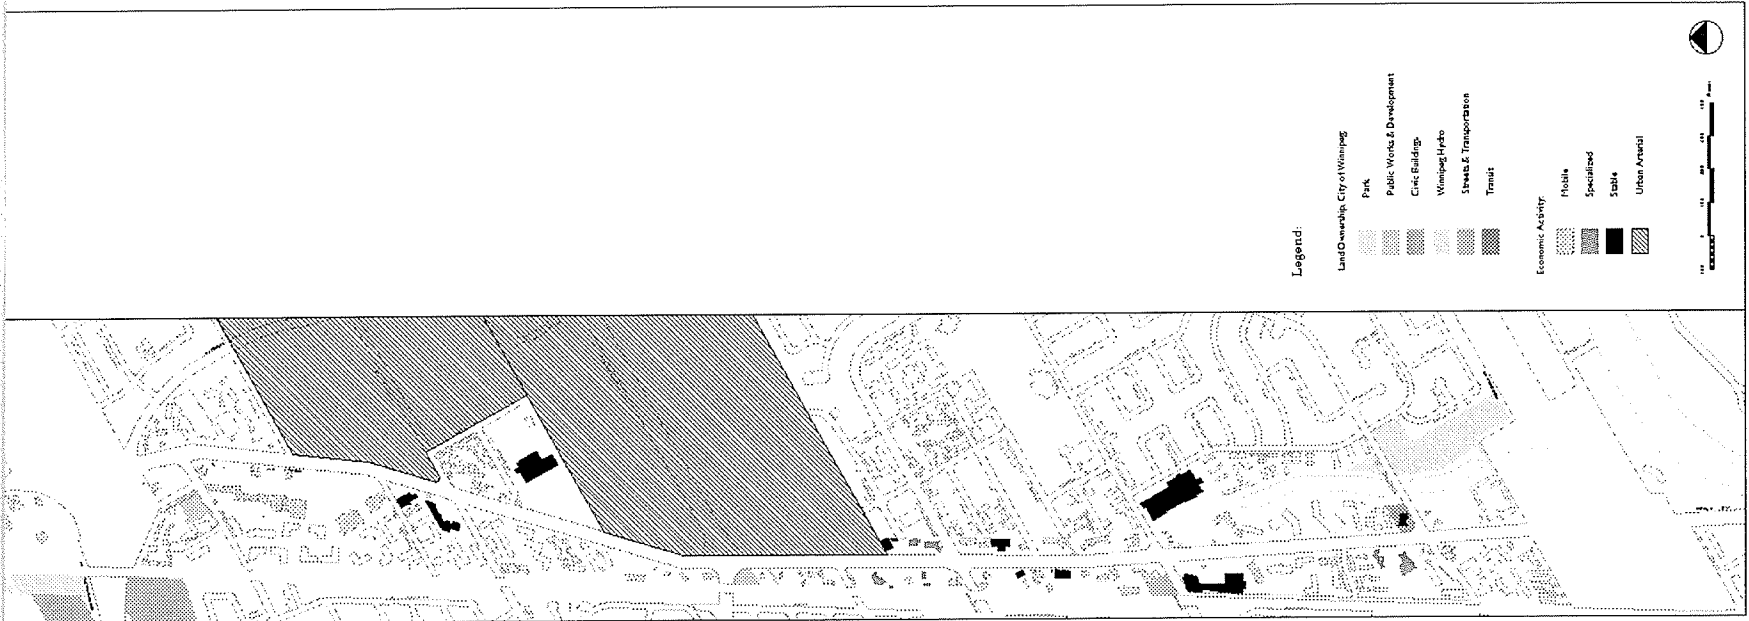 Legend:
Land Ownership, City of Winnipeg:
Park
Public Works & Development
Civic Buildings
Winnipeg Hydro
Streets & Transportation
Transit
Economic Activity:
Mobile
Specialized
Stable
Urban Arterial